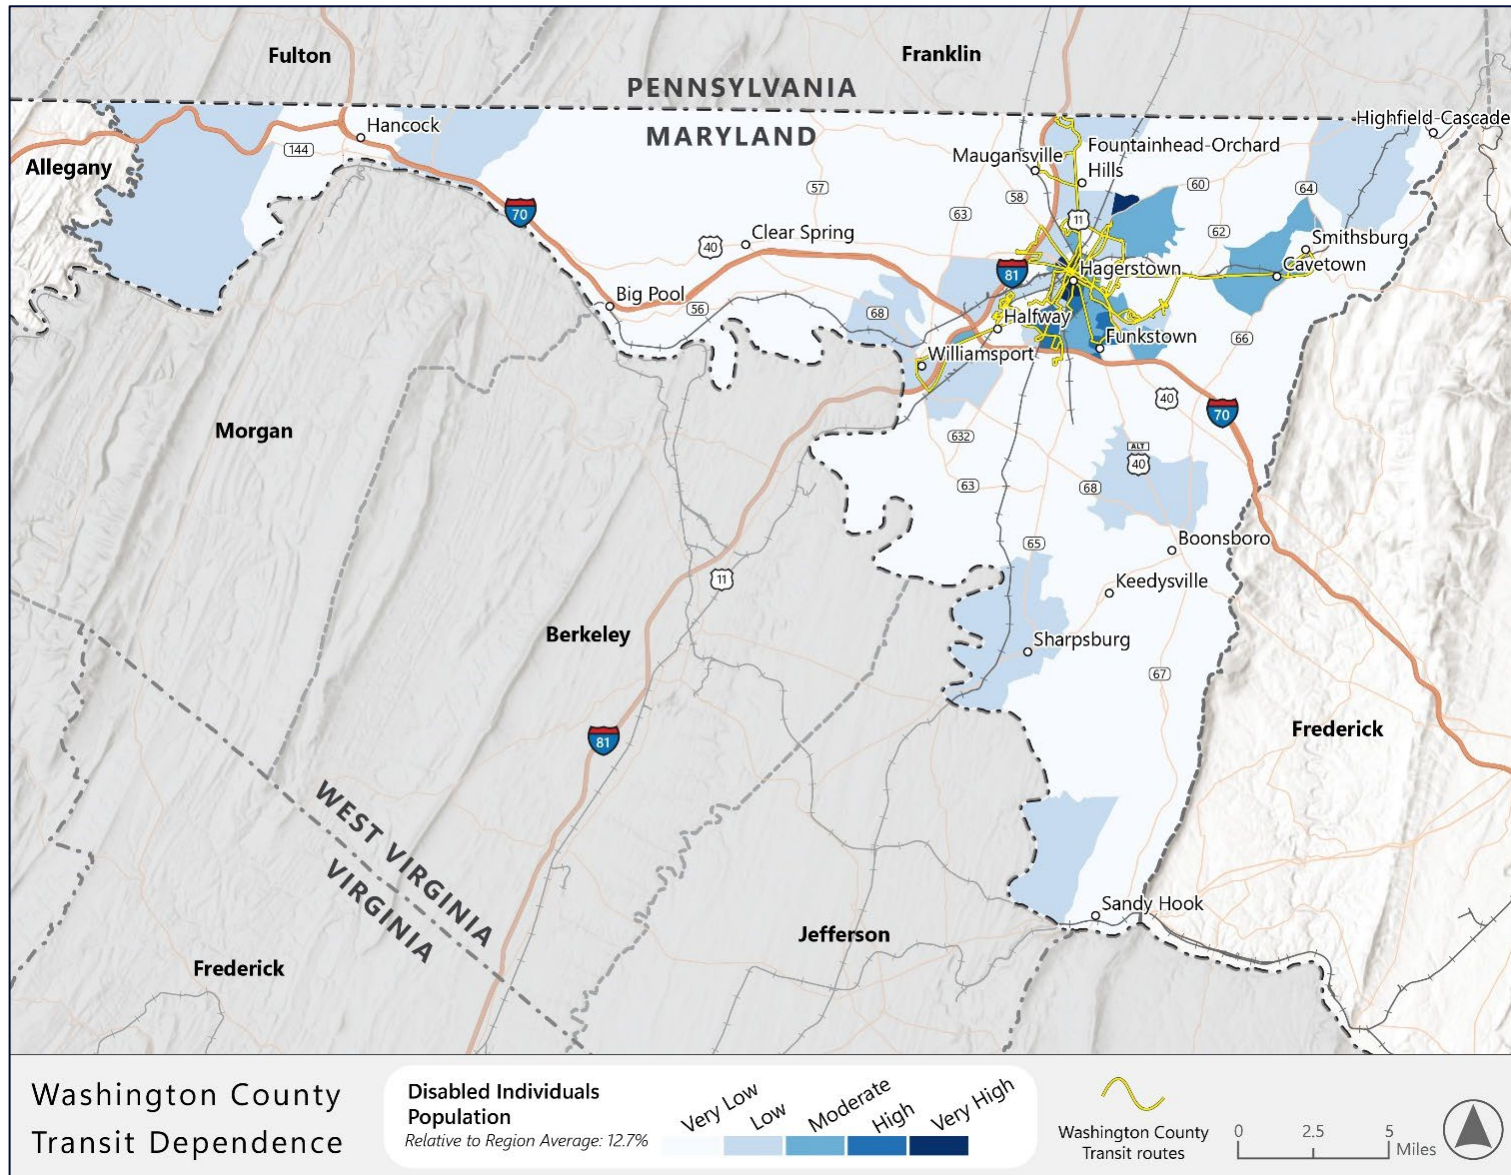 Fulton
Franklin
PENNSYLVANIA
MARYLAND
Highfield-Cascade
Hancock
144
Allegany
Maugansville
Fountainhead-Orchard
Hills
57
58
60
64
63
11
62
70
Clear Spring
40
Smithsburg
Cavetown
Hagerstown
81
Big Pool
56
68
Halfway
Funkstown
66
Williamsport
40
70
Morgan
632
ALT
40
63
68
Boonsboro
65
11
Keedysville
Berkeley
Sharpsburg
67
81
Frederick
WEST VIRGINIA
VIRGINIA
Sandy Hook
Jefferson
Frederick
Washington County
Transit Dependence
Disabled Individuals
Population
Relative to Region Average: 12.7%
Very Low
Low
Moderate
High
Very High
Washington County
Transit routes
0 2.5 5
Miles